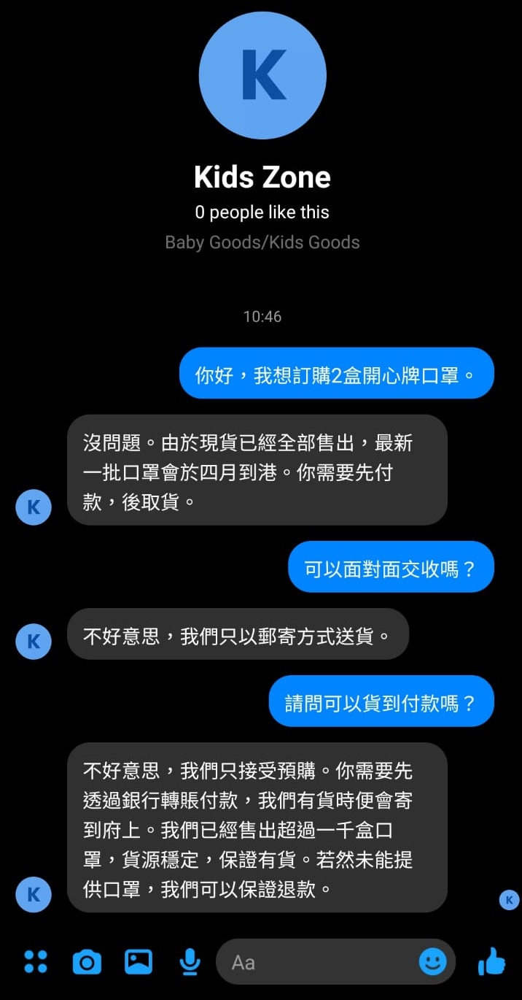 K
Kids Zone
0 people like this
Baby Goods/Kids Goods
10:46
你好，我想訂購2盒開心牌口罩。
沒問題。由於現貨已經全部售出，最新
一批口罩會於四月到港。你需要先付
款，後取貨。
K
可以面對面交收嗎？
不好意思，我們只以郵寄方式送貨。
K
請問可以貨到付款嗎？
不好意思，我們只接受預購。你需要先
透過銀行轉賬付款，我們有貨時便會寄
到府上。我們已經售出超過一千盒口
罩，貨源穩定，保證有貨。若然未能提
供口罩，我們可以保證退款。
K
K
Aa